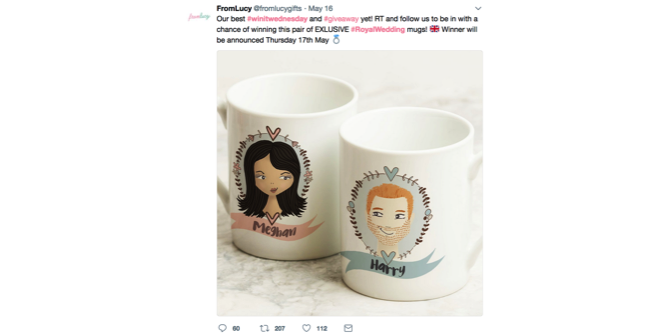 FromLucy @fromlucygifts · May 16
Our best #winitwednesday and #giveaway yet! RT and follow us to be in with a
chance of winning this pair of EXLUSIVE #RoyalWedding mugs! 🇬🇧 Winner will
be announced Thursday 17th May 💍
fromlucy
Meghan
Harry
60 207 112